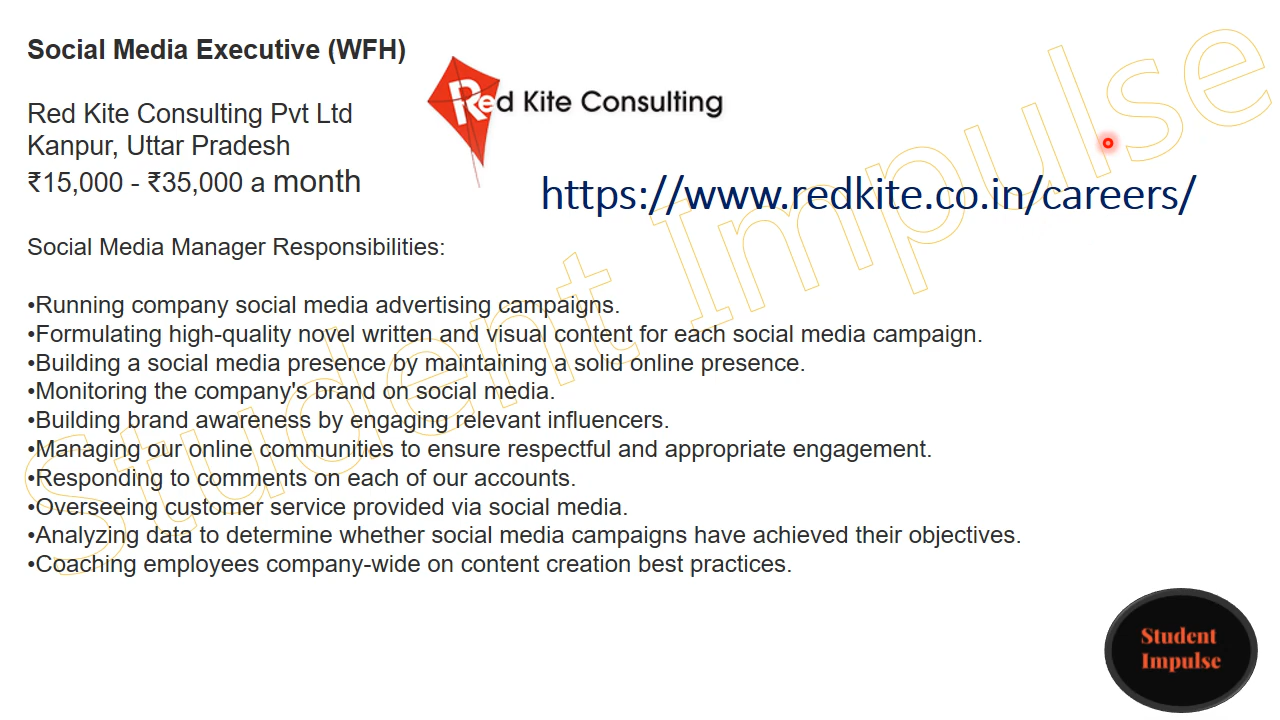 Social Media Executive (WFH)
Red Kite Consulting
Red Kite Consulting Pvt Ltd
Kanpur, Uttar Pradesh
₹15,000 - ₹35,000 a month
https://www.redkite.co.in/careers/
Social Media Manager Responsibilities:
•Running company social media advertising campaigns.
•Formulating high-quality novel written and visual content for each social media campaign.
•Building a social media presence by maintaining a solid online presence.
•Monitoring the company's brand on social media.
•Building brand awareness by engaging relevant influencers.
•Managing our online communities to ensure respectful and appropriate engagement.
•Responding to comments on each of our accounts.
•Overseeing customer service provided via social media.
•Analyzing data to determine whether social media campaigns have achieved their objectives.
•Coaching employees company-wide on content creation best practices.
Student Impulse
Student
Impulse